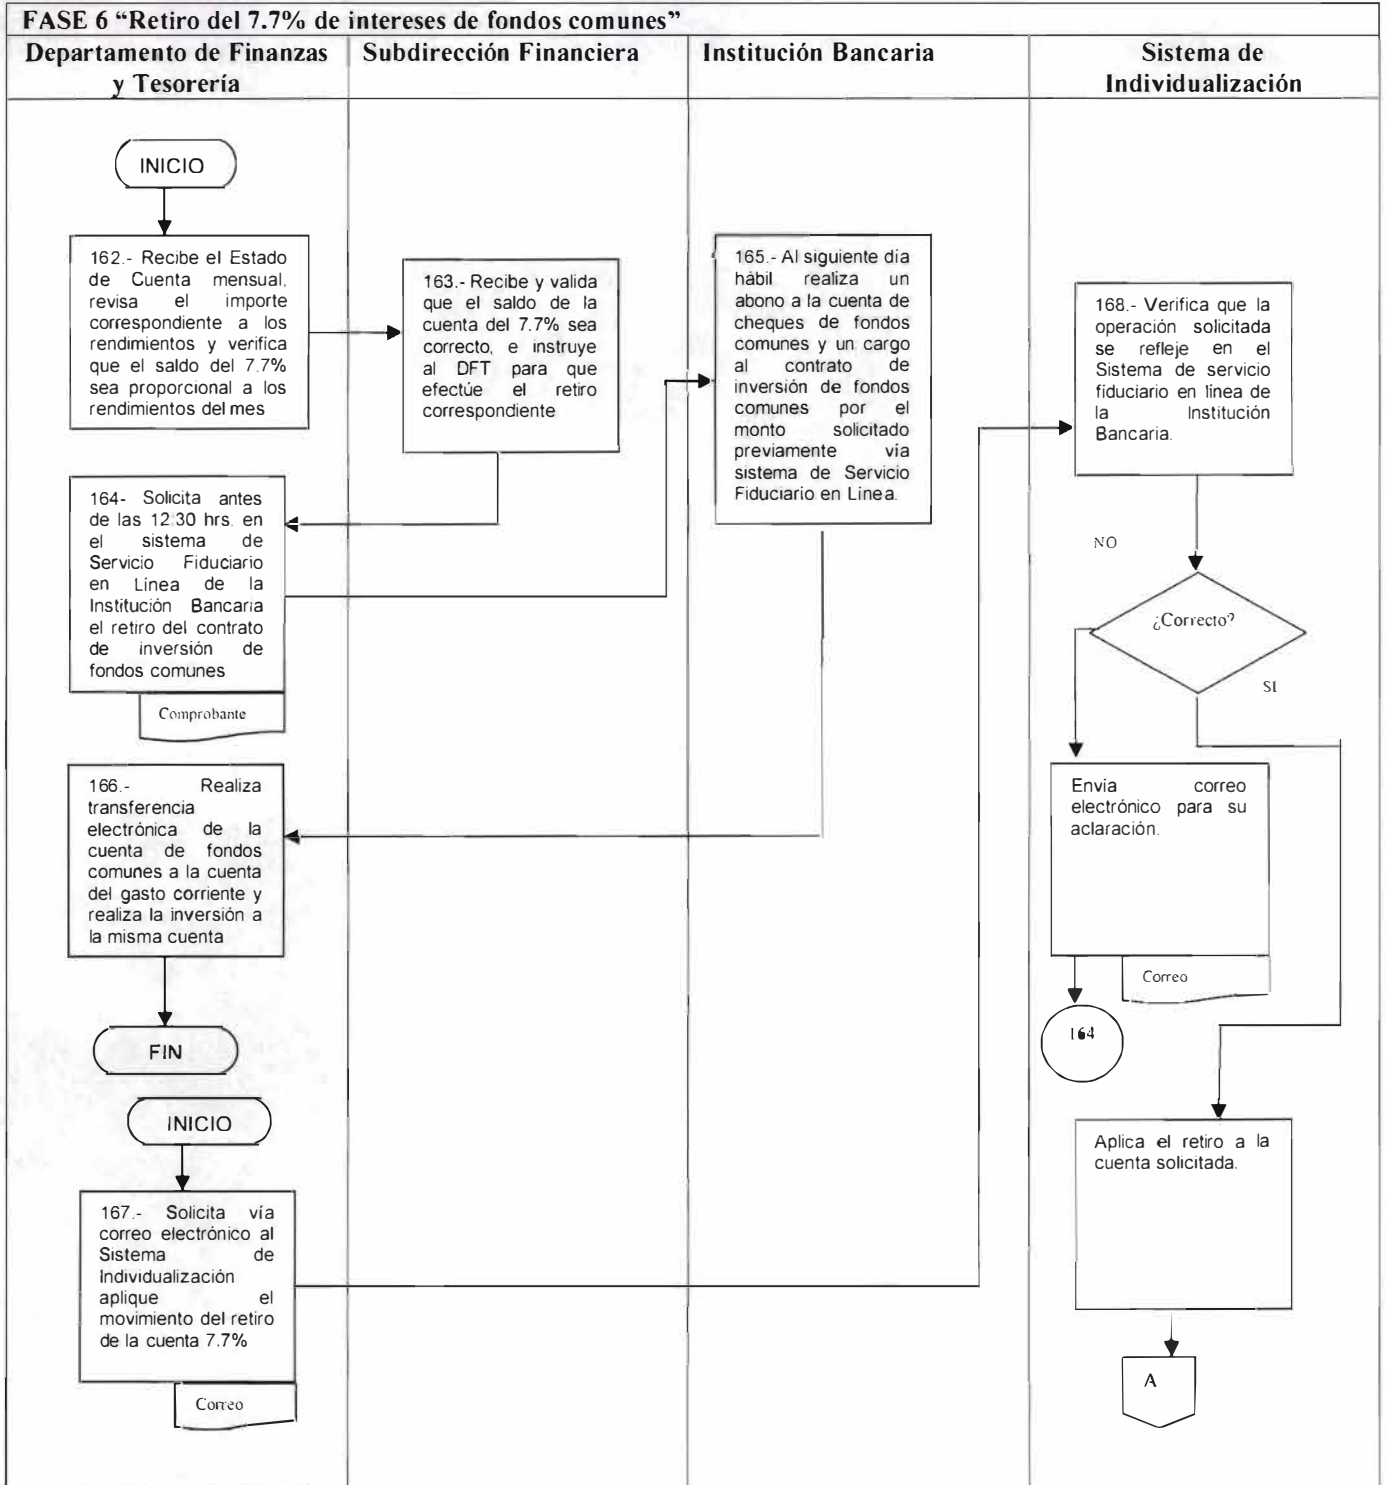 FASE 6 “Retiro del 7.7% de intereses de fondos comunes”
Departamento de Finanzas
y Tesorería
Subdirección Financiera
Institución Bancaria
Sistema de
Individualización
INICIO
162.- Recibe el Estado
de Cuenta mensual,
revisa el importe
correspondiente a los
rendimientos y verifica
que el saldo del 7.7%
sea proporcional a los
rendimientos del mes
163.- Recibe y valida
que el saldo de la
cuenta del 7.7% sea
correcto, e instruye
al DFT para que
efectúe el retiro
correspondiente
164- Solicita antes
de las 12:30 hrs. en
el sistema de
Servicio Fiduciario
en Linea de la
Institución Bancaria
el retiro del contrato
de inversión de
fondos comunes
Comprobante
165.- Al siguiente día
hábil realiza un
abono a la cuenta de
cheques de fondos
comunes y un cargo
al contrato de
inversión de fondos
comunes por el
monto solicitado
previamente vía
sistema de Servicio
Fiduciario en Linea.
166.- Realiza
transferencia
electrónica de la
cuenta de fondos
comunes a la cuenta
del gasto corriente y
realiza la inversión a
la misma cuenta
FIN
INICIO
167.- Solicita vía
correo electrónico al
Sistema de
Individualización
aplique el
movimiento del retiro
de la cuenta 7.7%
Correo
168.- Verifica que la
operación solicitada
se refleje en el
Sistema de servicio
fiduciario en línea de
la Institución
Bancaria.
NO
¿Correcto?
SI
Envía correo
electrónico para su
aclaración.
Correo
164
Aplica el retiro a la
cuenta solicitada.
A